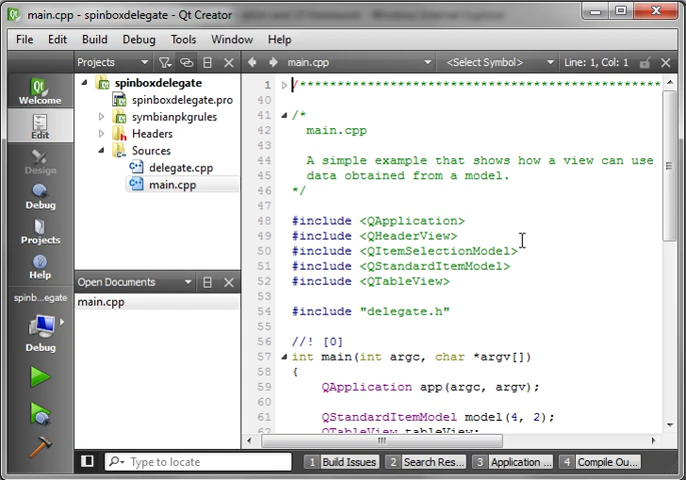 main.cpp - spinboxdelegate - Qt Creator
File Edit Build Debug Tools Window Help
Projects main.cpp <Select Symbol> Line: 1, Col: 1
Welcome
Edit
Design
Debug
Projects
Help
spinb...egate
Debug
spinboxdelegate
spinboxdelegate.pro
symbianpkgrules
Headers
Sources
delegate.cpp
main.cpp
Open Documents
main.cpp
1 /*************************************************
40
41 /*
42 main.cpp
43
44 A simple example that shows how a view can use
45 data obtained from a model.
46 */
47
48 #include <QApplication>
49 #include <QHeaderView>
50 #include <QItemSelectionModel>
51 #include <QStandardItemModel>
52 #include <QTableView>
53
54 #include "delegate.h"
55
56 //! [0]
57 int main(int argc, char *argv[])
58 {
59 QApplication app(argc, argv);
60
61 QStandardItemModel model(4, 2);
62 QTableView tableView;
Type to locate
1 Build Issues 2 Search Res... 3 Application ... 4 Compile Ou...